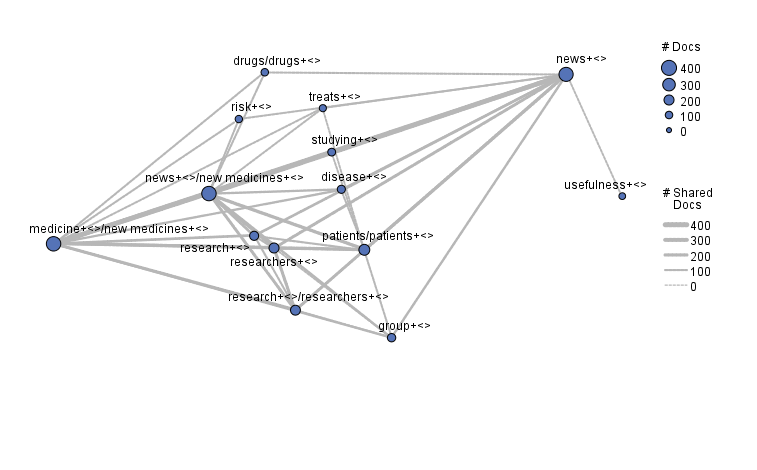 drugs/drugs+<>
news+<>
# Docs
400
300
200
100
0
treats+<>
risk+<>
studying+<>
news+<>/new medicines+<>
disease+<>
usefulness+<>
# Shared
Docs
400
300
200
100
0
medicine+<>/new medicines+<>
patients/patients+<>
research+<>
researchers+<>
research+<>/researchers+<>
group+<>